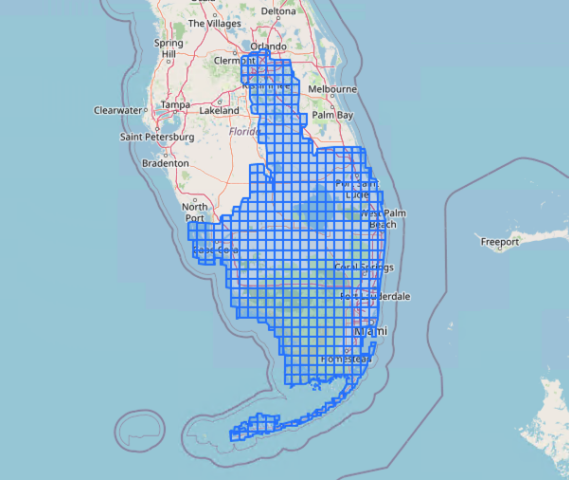 Deltona
The Villages
Spring
Hill
Orlando
Clermont
Melbourne
Clearwater
Tampa
Lakeland
Palm Bay
Florida
Saint Petersburg
Bradenton
Port Saint
Lucie
North
Port
West Palm
Beach
Freeport
Cape Coral
Coral Springs
Fort Lauderdale
Miami
Homestead